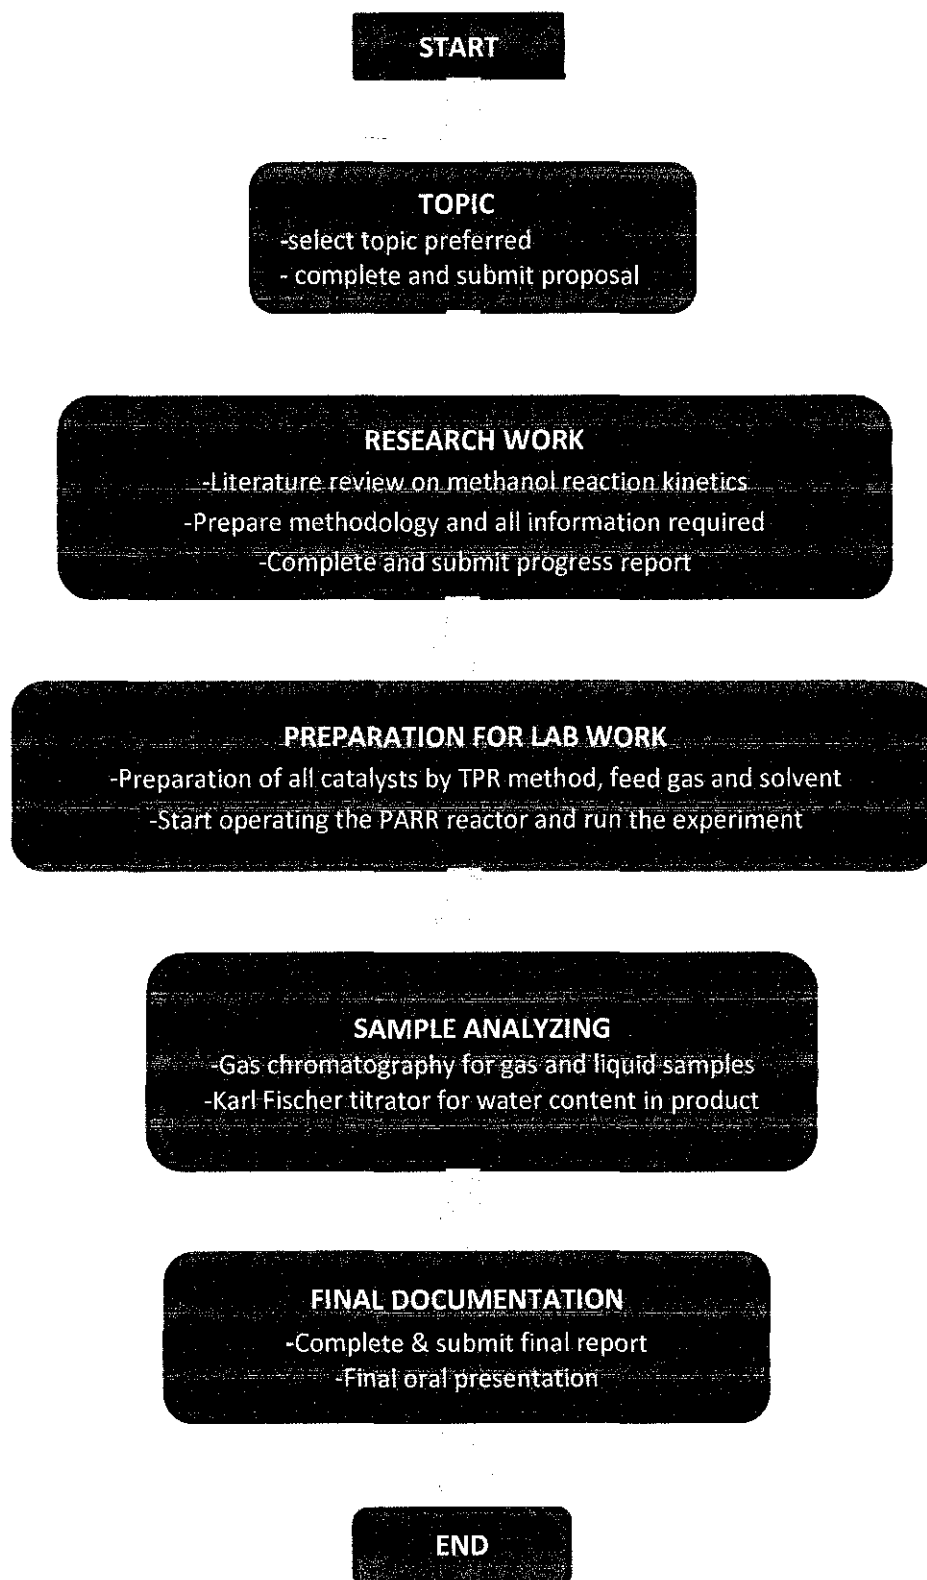 START
TOPIC
-select topic preferred
- complete and submit proposal
RESEARCH WORK
-Literature review on methanol reaction kinetics
-Prepare methodology and all information required
-Complete and submit progress report
PREPARATION FOR LAB WORK
-Preparation of all catalysts by TPR method, feed gas and solvent
-Start operating the PARR reactor and run the experiment
SAMPLE ANALYZING
-Gas chromatography for gas and liquid samples
-Karl Fischer titrator for water content in product
FINAL DOCUMENTATION
-Complete & submit final report
-Final oral presentation
END